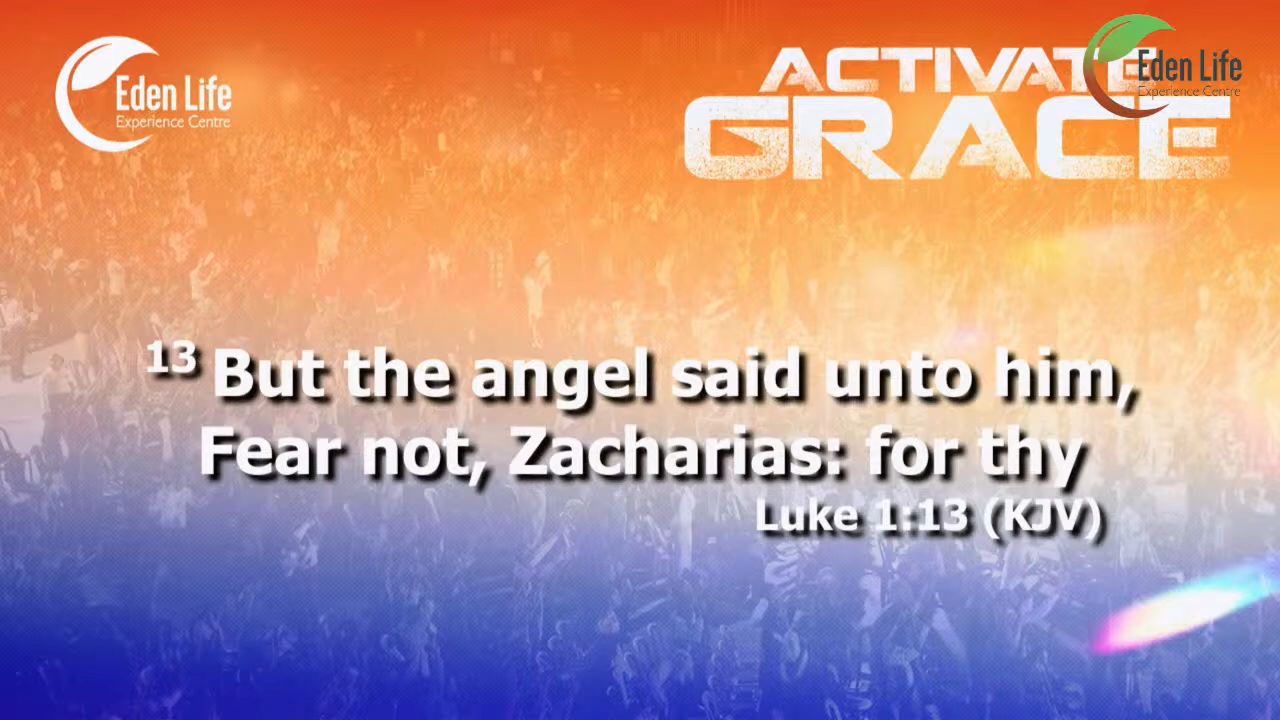 Eden Life
Experience Centre
ACTIVATE
GRACE
Eden Life
Experience Centre
13 But the angel said unto him,
Fear not, Zacharias: for thy
Luke 1:13 (KJV)